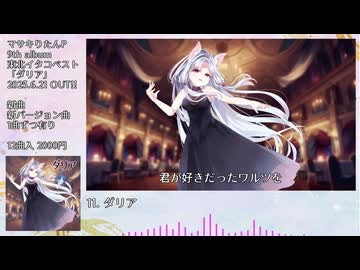 マサキりたんP
9th album
東北イタコベスト
「ダリア」
2025.6.21 OUT!!
新曲
新バージョン曲
1曲ずつ有り
12曲入 2000円
ダリア
君が好きだったワルツを
11. ダリア